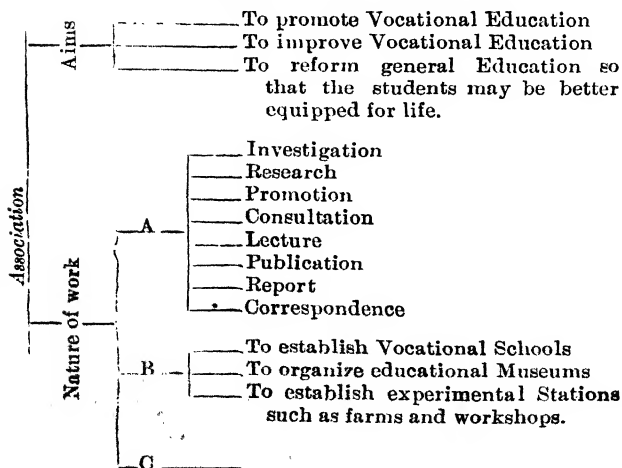 To promote Vocational Education
To improve Vocational Education
To reform general Education so
that the students may be better
equipped for life.
Aims
Association
Investigation
Research
Promotion
Consultation
A
Lecture
Publication
Report
Correspondence
Nature of work
To establish Vocational Schools
B
To organize educational Museums
To establish experimental Stations
such as farms and workshops.
C